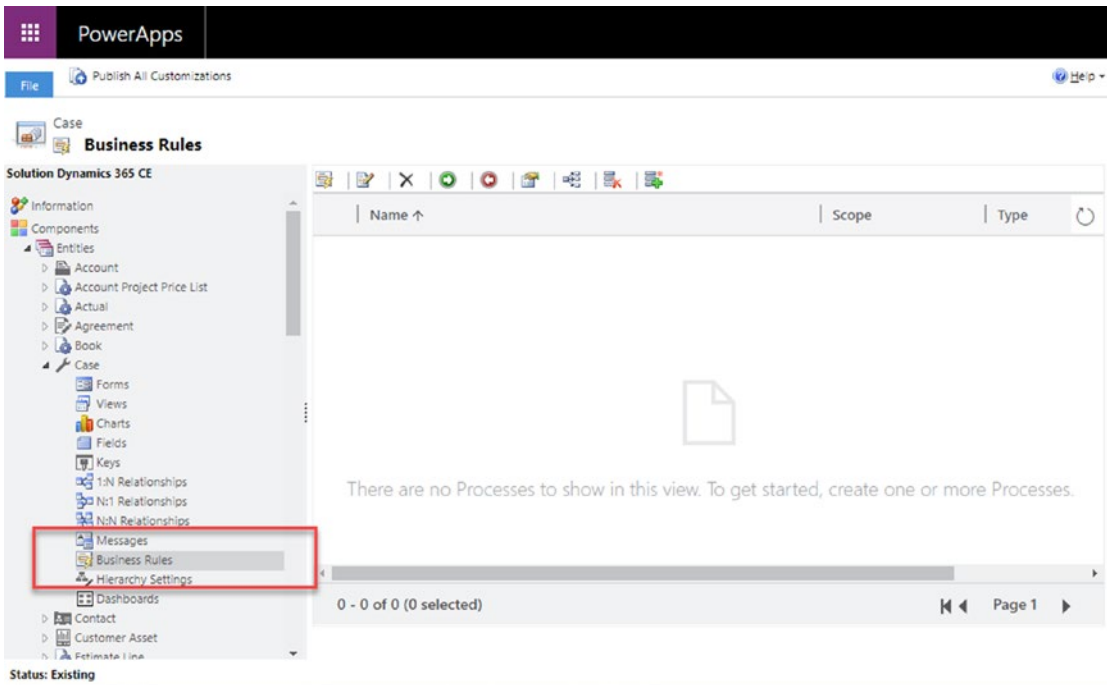 PowerApps
File
Publish All Customizations
Help
Case
Business Rules
Solution Dynamics 365 CE
Information
Components
Entities
Account
Account Project Price List
Actual
Agreement
Book
Case
Forms
Views
Charts
Fields
Keys
1:N Relationships
N:1 Relationships
N:N Relationships
Messages
Business Rules
Hierarchy Settings
Dashboards
Contact
Customer Asset
Estimate Line
Name ↑ Scope Type
There are no Processes to show in this view. To get started, create one or more Processes.
0 - 0 of 0 (0 selected) Page 1
Status: Existing